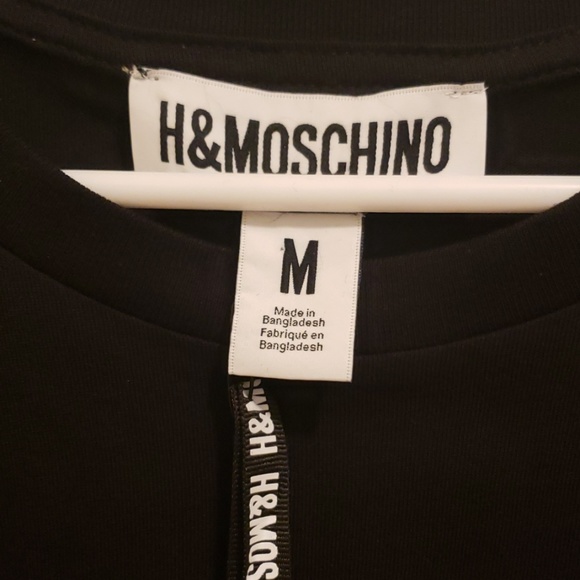 H&MOSCHINO
M
Made in
Bangladesh
Fabriqué en
Bangladesh
H&M
H&MOS